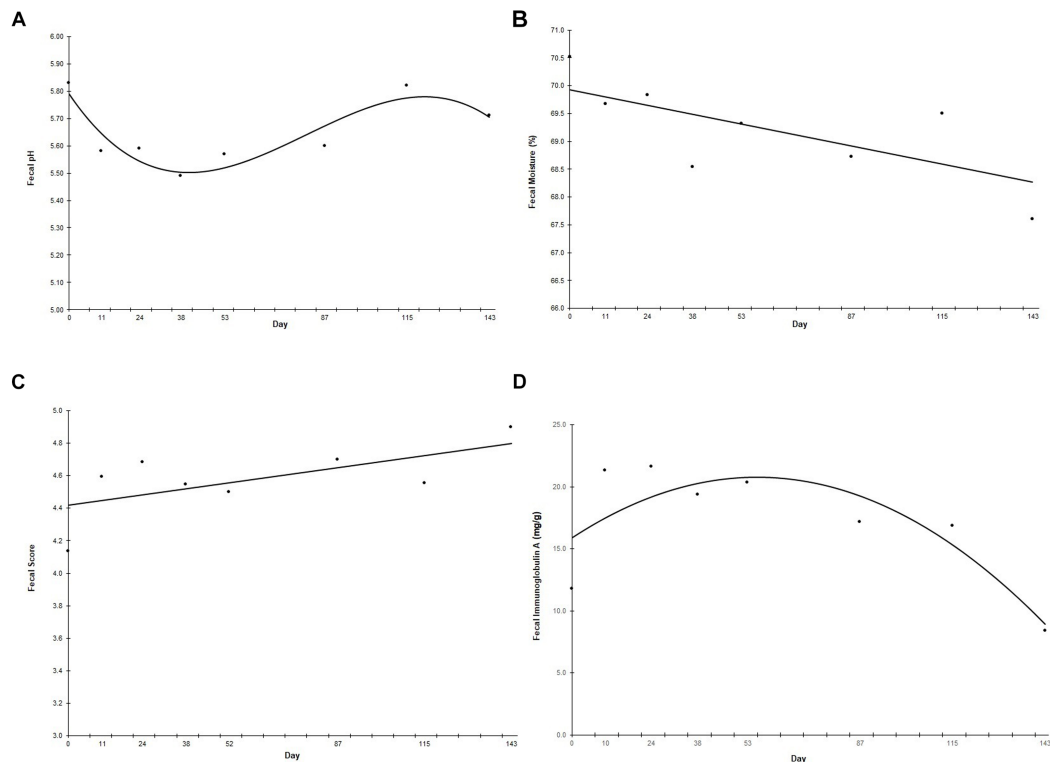 A
6.00
5.90
5.80
5.70
5.60
5.50
5.40
5.30
5.20
5.10
5.00
Fecal pH
0 11 24 38 53 87 115 143
Day
B
71.0
70.5
70.0
69.5
69.0
68.5
68.0
67.5
67.0
66.5
66.0
Fecal Moisture (%)
0 11 24 38 53 87 115 143
Day
C
5.0
4.8
4.6
4.4
4.2
4.0
3.8
3.6
3.4
3.2
3.0
Fecal Score
0 11 24 38 52 87 115 143
Day
D
25.0
20.0
15.0
10.0
5.0
0.0
Fecal Immunoglobulin A (mg/g)
0 10 24 38 53 87 115 143
Day